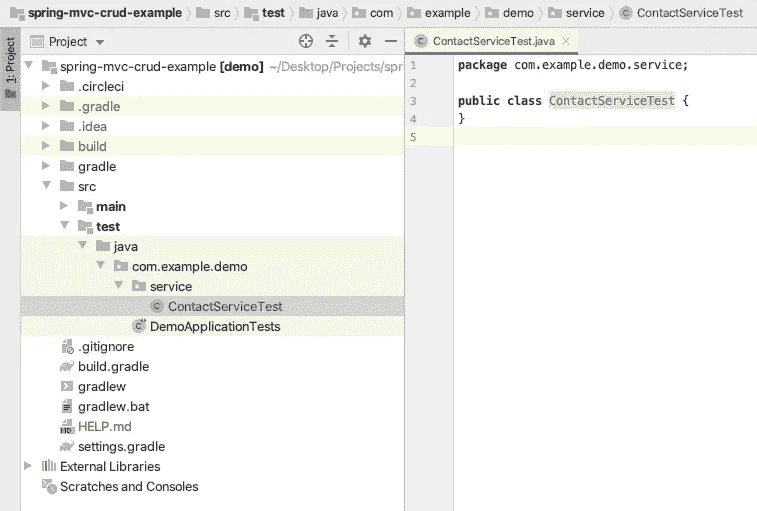 spring-mvc-crud-example src test java com example demo service ContactServiceTest
1: Project
Project
spring-mvc-crud-example [demo] ~/Desktop/Projects/spr
.circleci
.gradle
.idea
build
gradle
src
main
test
java
com.example.demo
service
ContactServiceTest
DemoApplicationTests
.gitignore
build.gradle
gradlew
gradlew.bat
HELP.md
settings.gradle
External Libraries
Scratches and Consoles
ContactServiceTest.java
1 package com.example.demo.service;
2
3 public class ContactServiceTest {
4 }
5